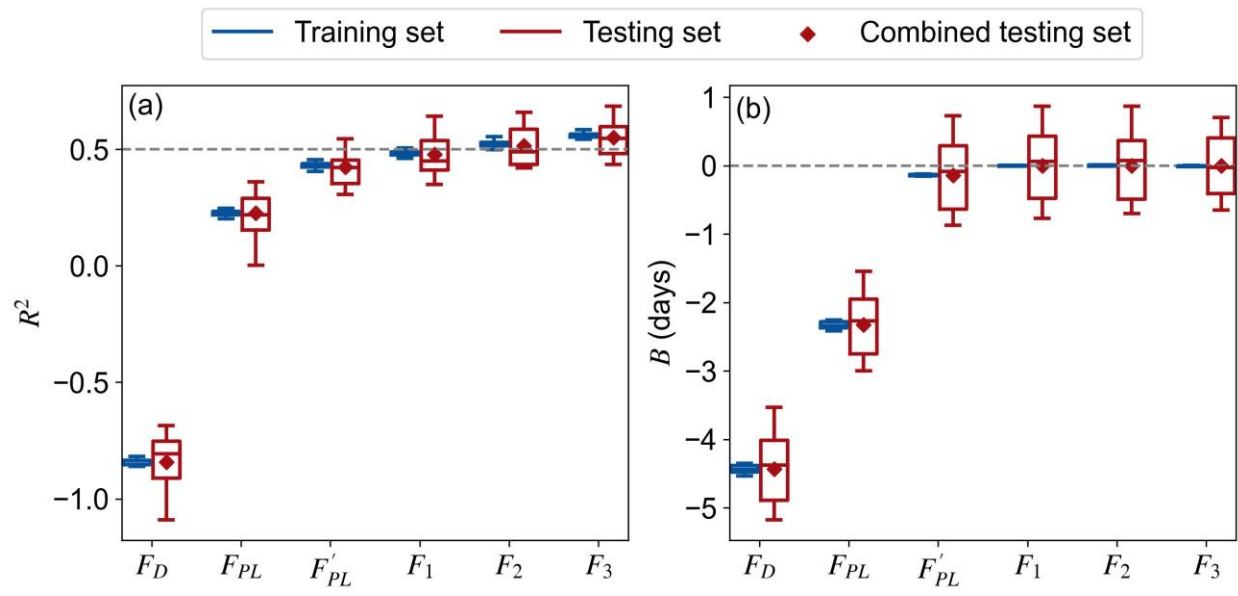 Training set Testing set Combined testing set
(a)
0.5
0.0
−0.5
−1.0
R²
F_D F_PL F′_PL F_1 F_2 F_3
(b)
1
0
−1
−2
−3
−4
−5
B (days)
F_D F_PL F′_PL F_1 F_2 F_3